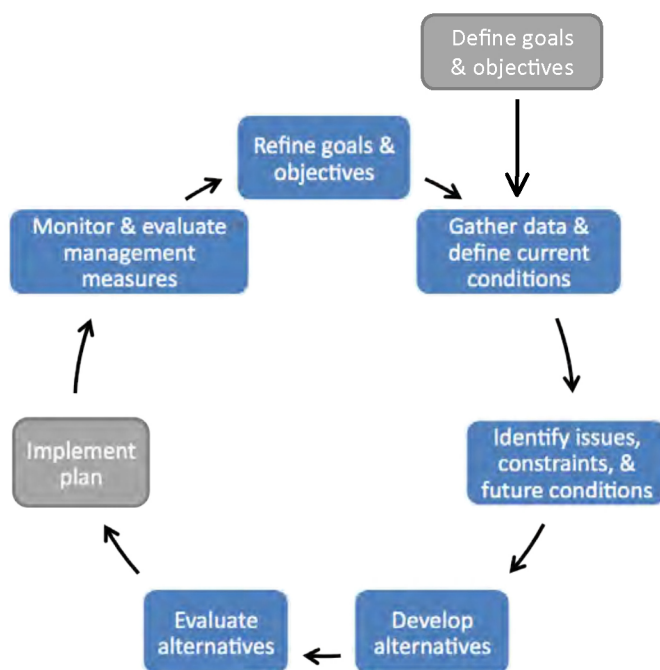 Define goals
& objectives
Refine goals &
objectives
Monitor & evaluate
management
measures
Gather data &
define current
conditions
Implement
plan
Identify issues,
constraints, &
future conditions
Evaluate
alternatives
Develop
alternatives